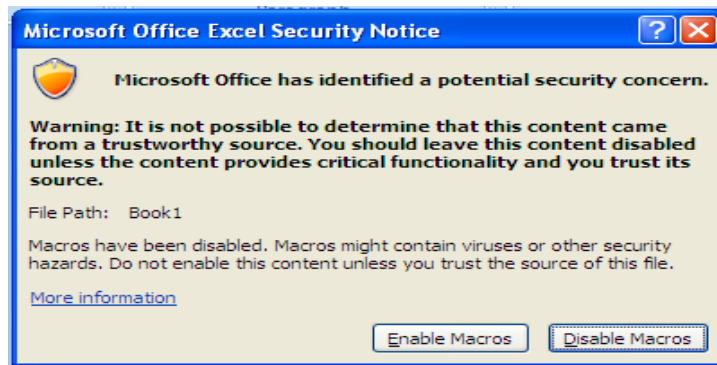 Microsoft Office Excel Security Notice
Microsoft Office has identified a potential security concern.
Warning: It is not possible to determine that this content came
from a trustworthy source. You should leave this content disabled
unless the content provides critical functionality and you trust its
source.
File Path: Book1
Macros have been disabled. Macros might contain viruses or other security
hazards. Do not enable this content unless you trust the source of this file.
More information
Enable Macros Disable Macros